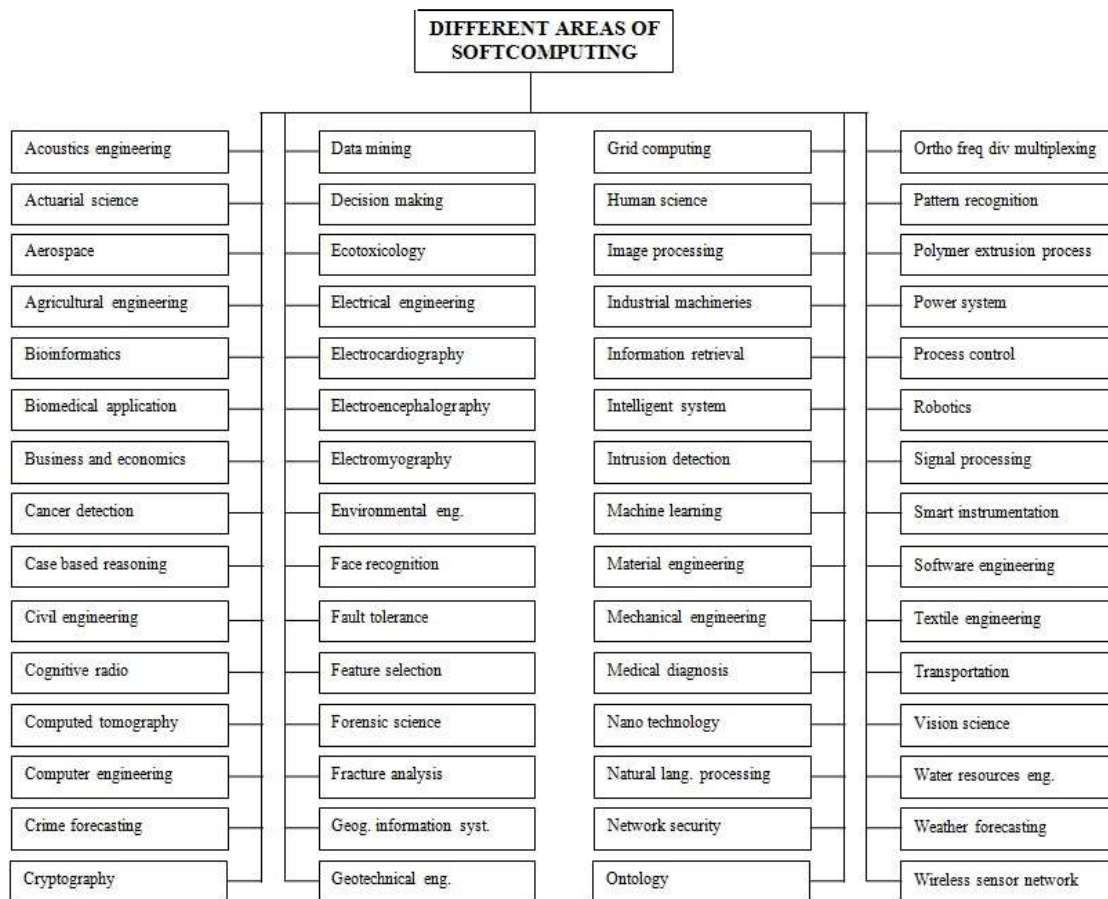 DIFFERENT AREAS OF
SOFTCOMPUTING
Acoustics engineering
Actuarial science
Aerospace
Agricultural engineering
Bioinformatics
Biomedical application
Business and economics
Cancer detection
Case based reasoning
Civil engineering
Cognitive radio
Computed tomography
Computer engineering
Crime forecasting
Cryptography
Data mining
Decision making
Ecotoxicology
Electrical engineering
Electrocardiography
Electroencephalography
Electromyography
Environmental eng.
Face recognition
Fault tolerance
Feature selection
Forensic science
Fracture analysis
Geog. information syst.
Geotechnical eng.
Grid computing
Human science
Image processing
Industrial machineries
Information retrieval
Intelligent system
Intrusion detection
Machine learning
Material engineering
Mechanical engineering
Medical diagnosis
Nano technology
Natural lang. processing
Network security
Ontology
Ortho freq div multiplexing
Pattern recognition
Polymer extrusion process
Power system
Process control
Robotics
Signal processing
Smart instrumentation
Software engineering
Textile engineering
Transportation
Vision science
Water resources eng.
Weather forecasting
Wireless sensor network